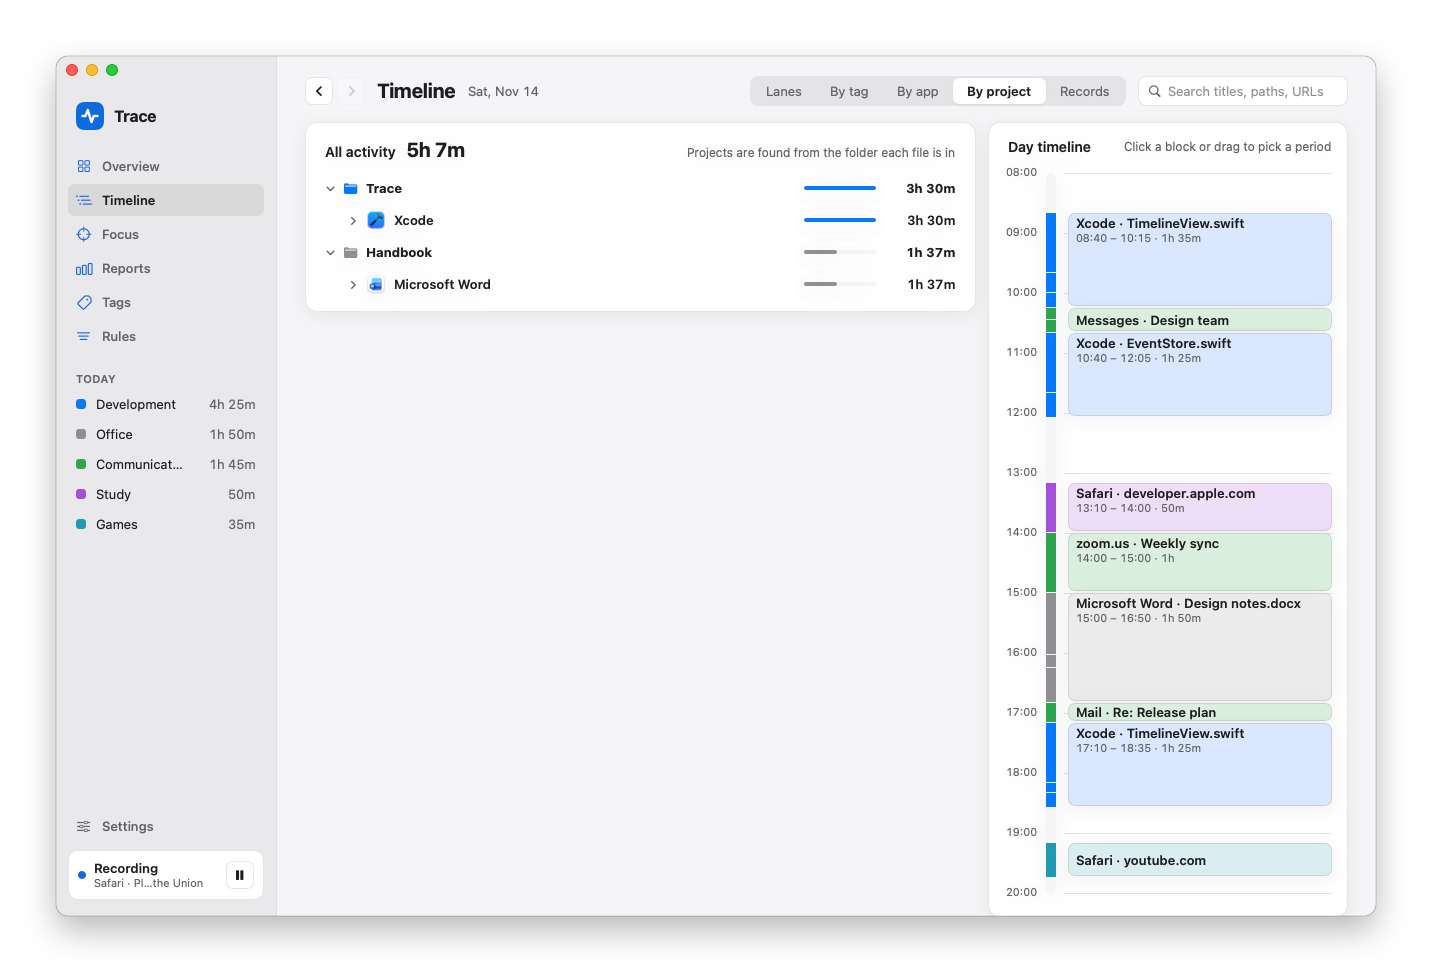 Trace
Overview
Timeline
Focus
Reports
Tags
Rules
TODAY
Development 4h 25m
Office 1h 50m
Communicat... 1h 45m
Study 50m
Games 35m
Settings
Recording
Safari · Pl...the Union
Timeline Sat, Nov 14
Lanes By tag By app By project Records
Search titles, paths, URLs
All activity 5h 7m
Projects are found from the folder each file is in
Trace 3h 30m
Xcode 3h 30m
Handbook 1h 37m
Microsoft Word 1h 37m
Day timeline Click a block or drag to pick a period
08:00
Xcode · TimelineView.swift
09:00
08:40 – 10:15 · 1h 35m
10:00
Messages · Design team
Xcode · EventStore.swift
11:00
10:40 – 12:05 · 1h 25m
12:00
13:00
Safari · developer.apple.com
13:10 – 14:00 · 50m
14:00
zoom.us · Weekly sync
14:00 – 15:00 · 1h
15:00
Microsoft Word · Design notes.docx
15:00 – 16:50 · 1h 50m
16:00
17:00
Mail · Re: Release plan
Xcode · TimelineView.swift
17:10 – 18:35 · 1h 25m
18:00
19:00
Safari · youtube.com
20:00